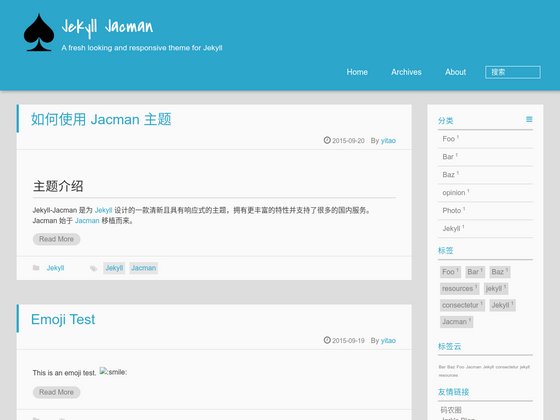 Jekyll Jacman
A fresh looking and responsive theme for Jekyll
Home Archives About 搜索
如何使用 Jacman 主题
2015-09-20 By yitao
主题介绍
Jekyll-Jacman 是为 Jekyll 设计的一款清新且具有响应式的主题，拥有更丰富的特性并支持了很多的国内服务。
Jacman 始于 Jacman 移植而来。
Read More
Jekyll Jekyll Jacman
Emoji Test
2015-09-19 By yitao
This is an emoji test. :smile:
Read More
分类
Foo 1
Bar 1
Baz 1
opinion 1
Photo 1
Jekyll 1
标签
Foo 1 Bar 1 Baz 1
resources 1 jekyll 1
consectetur 1 Jekyll 1
Jacman 1
标签云
Bar Baz Foo Jacman Jekyll consectetur jekyll
resources
友情链接
码农圈